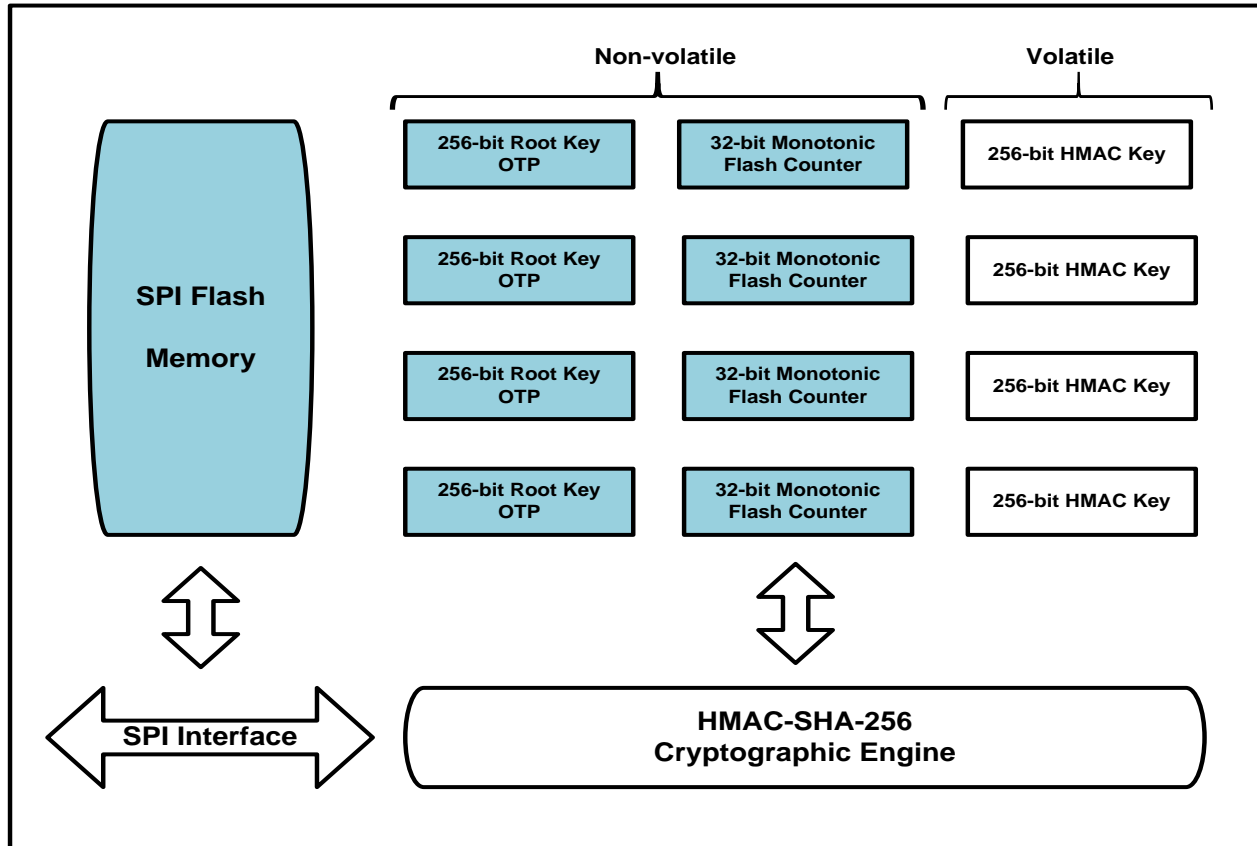 Non-volatile
Volatile
SPI Flash
Memory
256-bit Root Key
OTP
32-bit Monotonic
Flash Counter
256-bit HMAC Key
256-bit Root Key
OTP
32-bit Monotonic
Flash Counter
256-bit HMAC Key
256-bit Root Key
OTP
32-bit Monotonic
Flash Counter
256-bit HMAC Key
256-bit Root Key
OTP
32-bit Monotonic
Flash Counter
256-bit HMAC Key
SPI Interface
HMAC-SHA-256
Cryptographic Engine